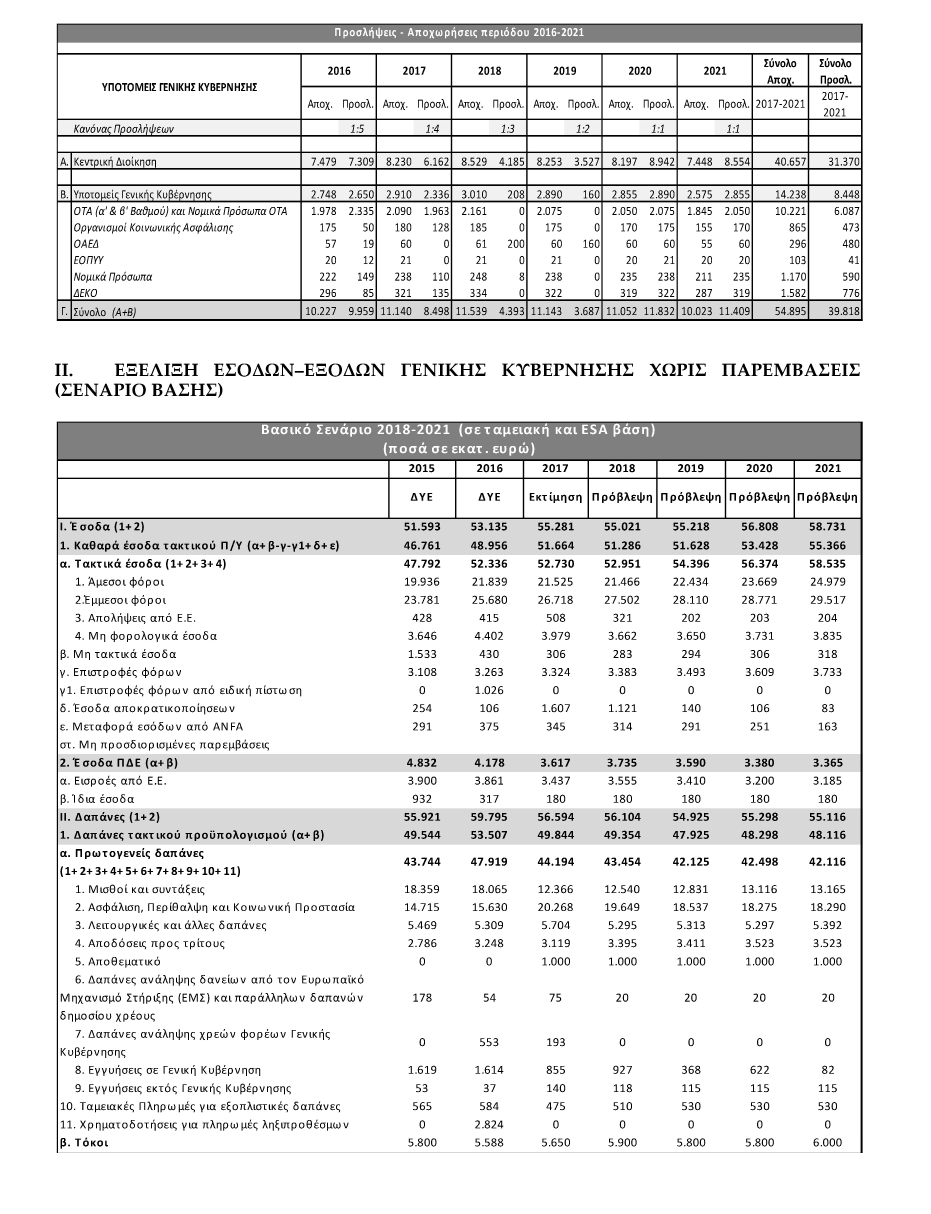 Προσλήψεις - Αποχωρήσεις περιόδου 2016-2021
ΥΠΟΤΟΜΕΙΣ ΓΕΝΙΚΗΣ ΚΥΒΕΡΝΗΣΗΣ 2016 2017 2018 2019 2020 2021 Σύνολο Αποχ. Σύνολο Προσλ.
Αποχ. Προσλ. Αποχ. Προσλ. Αποχ. Προσλ. Αποχ. Προσλ. Αποχ. Προσλ. Αποχ. Προσλ. 2017-2021 2017-2021
Κανόνας Προσλήψεων 1:5 1:4 1:3 1:2 1:1 1:1
Α. Κεντρική Διοίκηση 7.479 7.309 8.230 6.162 8.529 4.185 8.253 3.527 8.197 8.942 7.448 8.554 40.657 31.370
Β. Υποτομείς Γενικής Κυβέρνησης 2.748 2.650 2.910 2.336 3.010 208 2.890 160 2.855 2.890 2.575 2.855 14.238 8.448
ΟΤΑ (α' & β' Βαθμού) και Νομικά Πρόσωπα ΟΤΑ 1.978 2.335 2.090 1.963 2.161 0 2.075 0 2.050 2.075 1.845 2.050 10.221 6.087
Οργανισμοί Κοινωνικής Ασφάλισης 175 50 180 128 185 0 175 0 170 175 155 170 865 473
ΟΑΕΔ 57 19 60 0 61 200 60 160 60 60 55 60 296 480
ΕΟΠΥΥ 20 12 21 0 21 0 21 0 20 21 20 20 103 41
Νομικά Πρόσωπα 222 149 238 110 248 8 238 0 235 238 211 235 1.170 590
ΔΕΚΟ 296 85 321 135 334 0 322 0 319 322 287 319 1.582 776
Γ. Σύνολο (Α+Β) 10.227 9.959 11.140 8.498 11.539 4.393 11.143 3.687 11.052 11.832 10.023 11.409 54.895 39.818
II. ΕΞΕΛΙΞΗ ΕΣΟΔΩΝ–ΕΞΟΔΩΝ ΓΕΝΙΚΗΣ ΚΥΒΕΡΝΗΣΗΣ ΧΩΡΙΣ ΠΑΡΕΜΒΑΣΕΙΣ
(ΣΕΝΑΡΙΟ ΒΑΣΗΣ)
Βασικό Σενάριο 2018-2021 (σε ταμειακή και ESA βάση)
(ποσά σε εκατ. ευρώ)
2015 2016 2017 2018 2019 2020 2021
ΔΥΕ ΔΥΕ Εκτίμηση Πρόβλεψη Πρόβλεψη Πρόβλεψη Πρόβλεψη
Ι. Έσοδα (1+2) 51.593 53.135 55.281 55.021 55.218 56.808 58.731
1. Καθαρά έσοδα τακτικού Π/Υ (α+β-γ-γ1+δ+ε) 46.761 48.956 51.664 51.286 51.628 53.428 55.366
α. Τακτικά έσοδα (1+2+3+4) 47.792 52.336 52.730 52.951 54.396 56.374 58.535
1. Άμεσοι φόροι 19.936 21.839 21.525 21.466 22.434 23.669 24.979
2.Έμμεσοι φόροι 23.781 25.680 26.718 27.502 28.110 28.771 29.517
3. Απολήψεις από Ε.Ε. 428 415 508 321 202 203 204
4. Μη φορολογικά έσοδα 3.646 4.402 3.979 3.662 3.650 3.731 3.835
β. Μη τακτικά έσοδα 1.533 430 306 283 294 306 318
γ. Επιστροφές φόρων 3.108 3.263 3.324 3.383 3.493 3.609 3.733
γ1. Επιστροφές φόρων από ειδική πίστωση 0 1.026 0 0 0 0 0
δ. Έσοδα αποκρατικοποιήσεων 254 106 1.607 1.121 140 106 83
ε. Μεταφορά εσόδων από ANFA 291 375 345 314 291 251 163
στ. Μη προσδιορισμένες παρεμβάσεις
2. Έσοδα ΠΔΕ (α+β) 4.832 4.178 3.617 3.735 3.590 3.380 3.365
α. Εισροές από Ε.Ε. 3.900 3.861 3.437 3.555 3.410 3.200 3.185
β. Ίδια έσοδα 932 317 180 180 180 180 180
ΙΙ. Δαπάνες (1+2) 55.921 59.795 56.594 56.104 54.925 55.298 55.116
1. Δαπάνες τακτικού προϋπολογισμού (α+β) 49.544 53.507 49.844 49.354 47.925 48.298 48.116
α. Πρωτογενείς δαπάνες
(1+2+3+4+5+6+7+8+9+10+11) 43.744 47.919 44.194 43.454 42.125 42.498 42.116
1. Μισθοί και συντάξεις 18.359 18.065 12.366 12.540 12.831 13.116 13.165
2. Ασφάλιση, Περίθαλψη και Κοινωνική Προστασία 14.715 15.630 20.268 19.649 18.537 18.275 18.290
3. Λειτουργικές και άλλες δαπάνες 5.469 5.309 5.704 5.295 5.313 5.297 5.392
4. Αποδόσεις προς τρίτους 2.786 3.248 3.119 3.395 3.411 3.523 3.523
5. Αποθεματικό 0 0 1.000 1.000 1.000 1.000 1.000
6. Δαπάνες ανάληψης δανείων από τον Ευρωπαϊκό
Μηχανισμό Στήριξης (ΕΜΣ) και παράλληλων δαπανών 178 54 75 20 20 20 20
δημοσίου χρέους
7. Δαπάνες ανάληψης χρεών φορέων Γενικής
Κυβέρνησης 0 553 193 0 0 0 0
8. Εγγυήσεις σε Γενική Κυβέρνηση 1.619 1.614 855 927 368 622 82
9. Εγγυήσεις εκτός Γενικής Κυβέρνησης 53 37 140 118 115 115 115
10. Ταμειακές Πληρωμές για εξοπλιστικές δαπάνες 565 584 475 510 530 530 530
11. Χρηματοδοτήσεις για πληρωμές ληξιπροθέσμων 0 2.824 0 0 0 0 0
β. Τόκοι 5.800 5.588 5.650 5.900 5.800 5.800 6.000